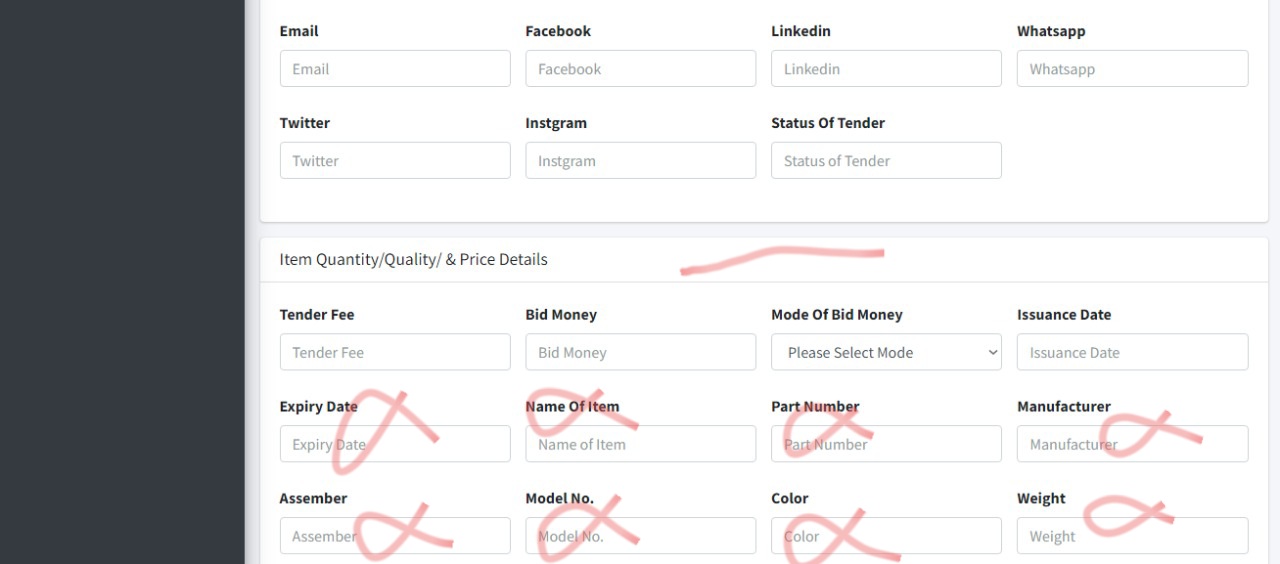 Email Facebook Linkedin Whatsapp
Email Facebook Linkedin Whatsapp
Twitter Instgram Status Of Tender
Twitter Instgram Status of Tender
Item Quantity/Quality/ & Price Details
Tender Fee Bid Money Mode Of Bid Money Issuance Date
Tender Fee Bid Money Please Select Mode Issuance Date
Expiry Date Name Of Item Part Number Manufacturer
Expiry Date Name of Item Part Number Manufacturer
Assember Model No. Color Weight
Assember Model No. Color Weight